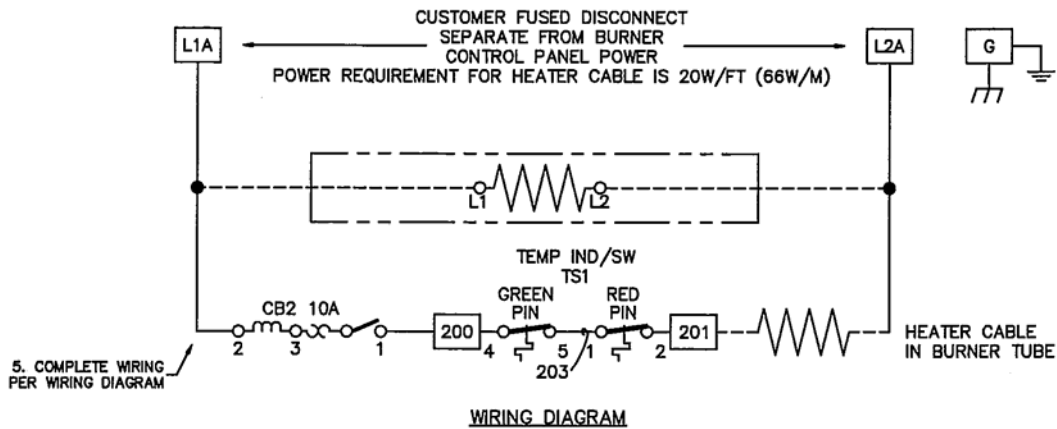 CUSTOMER FUSED DISCONNECT
L1A
SEPARATE FROM BURNER
L2A
G
CONTROL PANEL POWER
POWER REQUIREMENT FOR HEATER CABLE IS 20W/FT (66W/M)
L1
L2
TEMP IND/SW
TS1
GREEN
PIN
RED
PIN
CB2 10A
2
3
1
200
4
5
1
2
201
203
HEATER CABLE
IN BURNER TUBE
5. COMPLETE WIRING
PER WIRING DIAGRAM
WIRING DIAGRAM